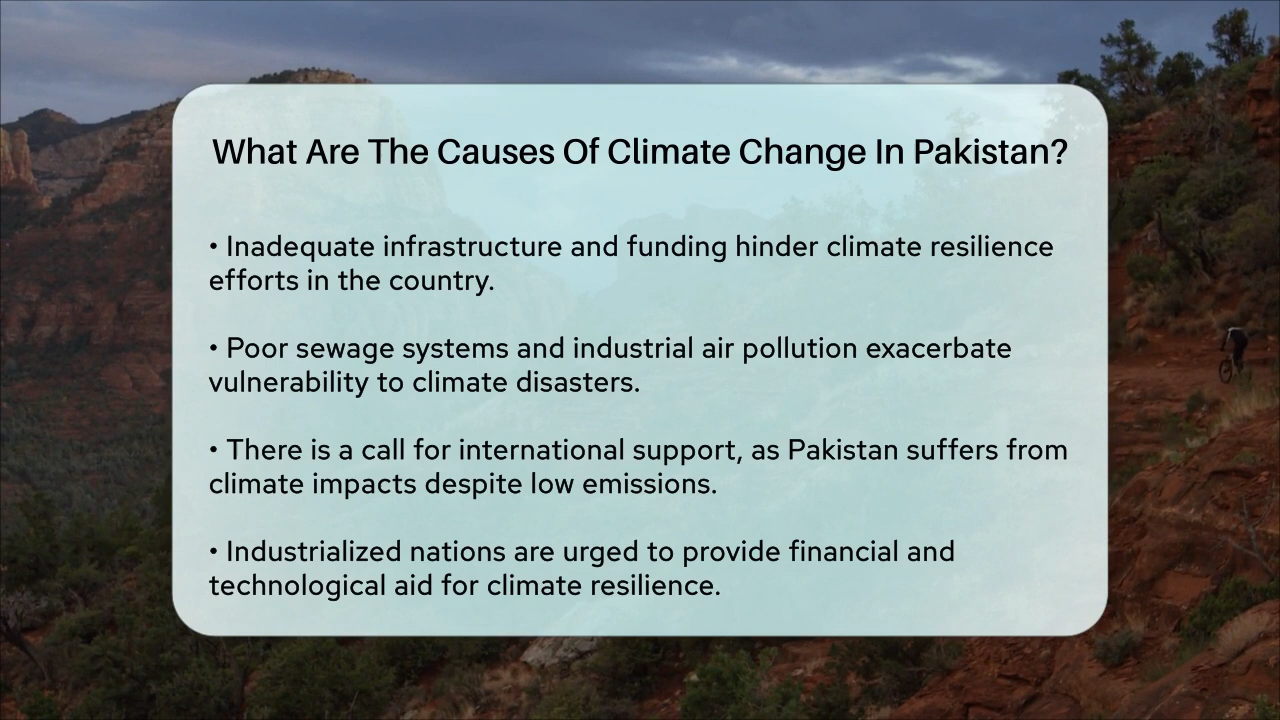 What Are The Causes Of Climate Change In Pakistan?
• Inadequate infrastructure and funding hinder climate resilience
efforts in the country.
• Poor sewage systems and industrial air pollution exacerbate
vulnerability to climate disasters.
• There is a call for international support, as Pakistan suffers from
climate impacts despite low emissions.
• Industrialized nations are urged to provide financial and
technological aid for climate resilience.